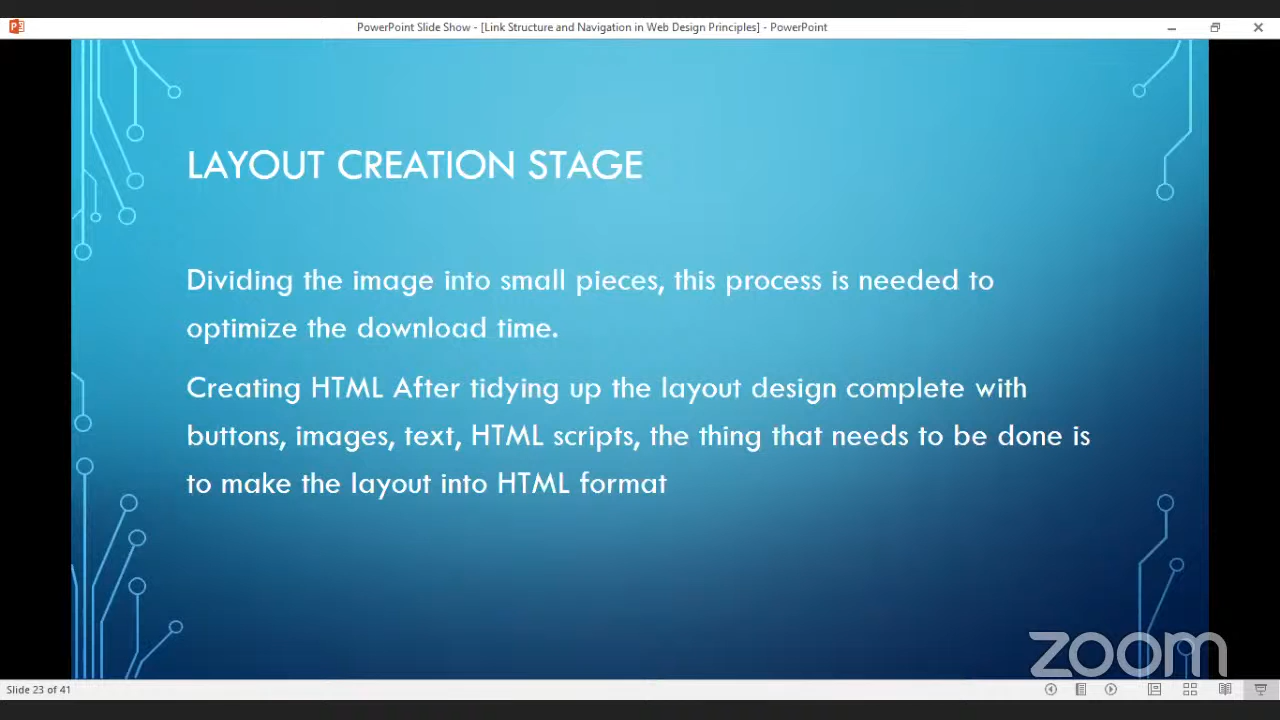 PowerPoint Slide Show - [Link Structure and Navigation in Web Design Principles] - PowerPoint
LAYOUT CREATION STAGE
Dividing the image into small pieces, this process is needed to
optimize the download time.
Creating HTML After tidying up the layout design complete with
buttons, images, text, HTML scripts, the thing that needs to be done is
to make the layout into HTML format
zoom
Slide 23 of 41